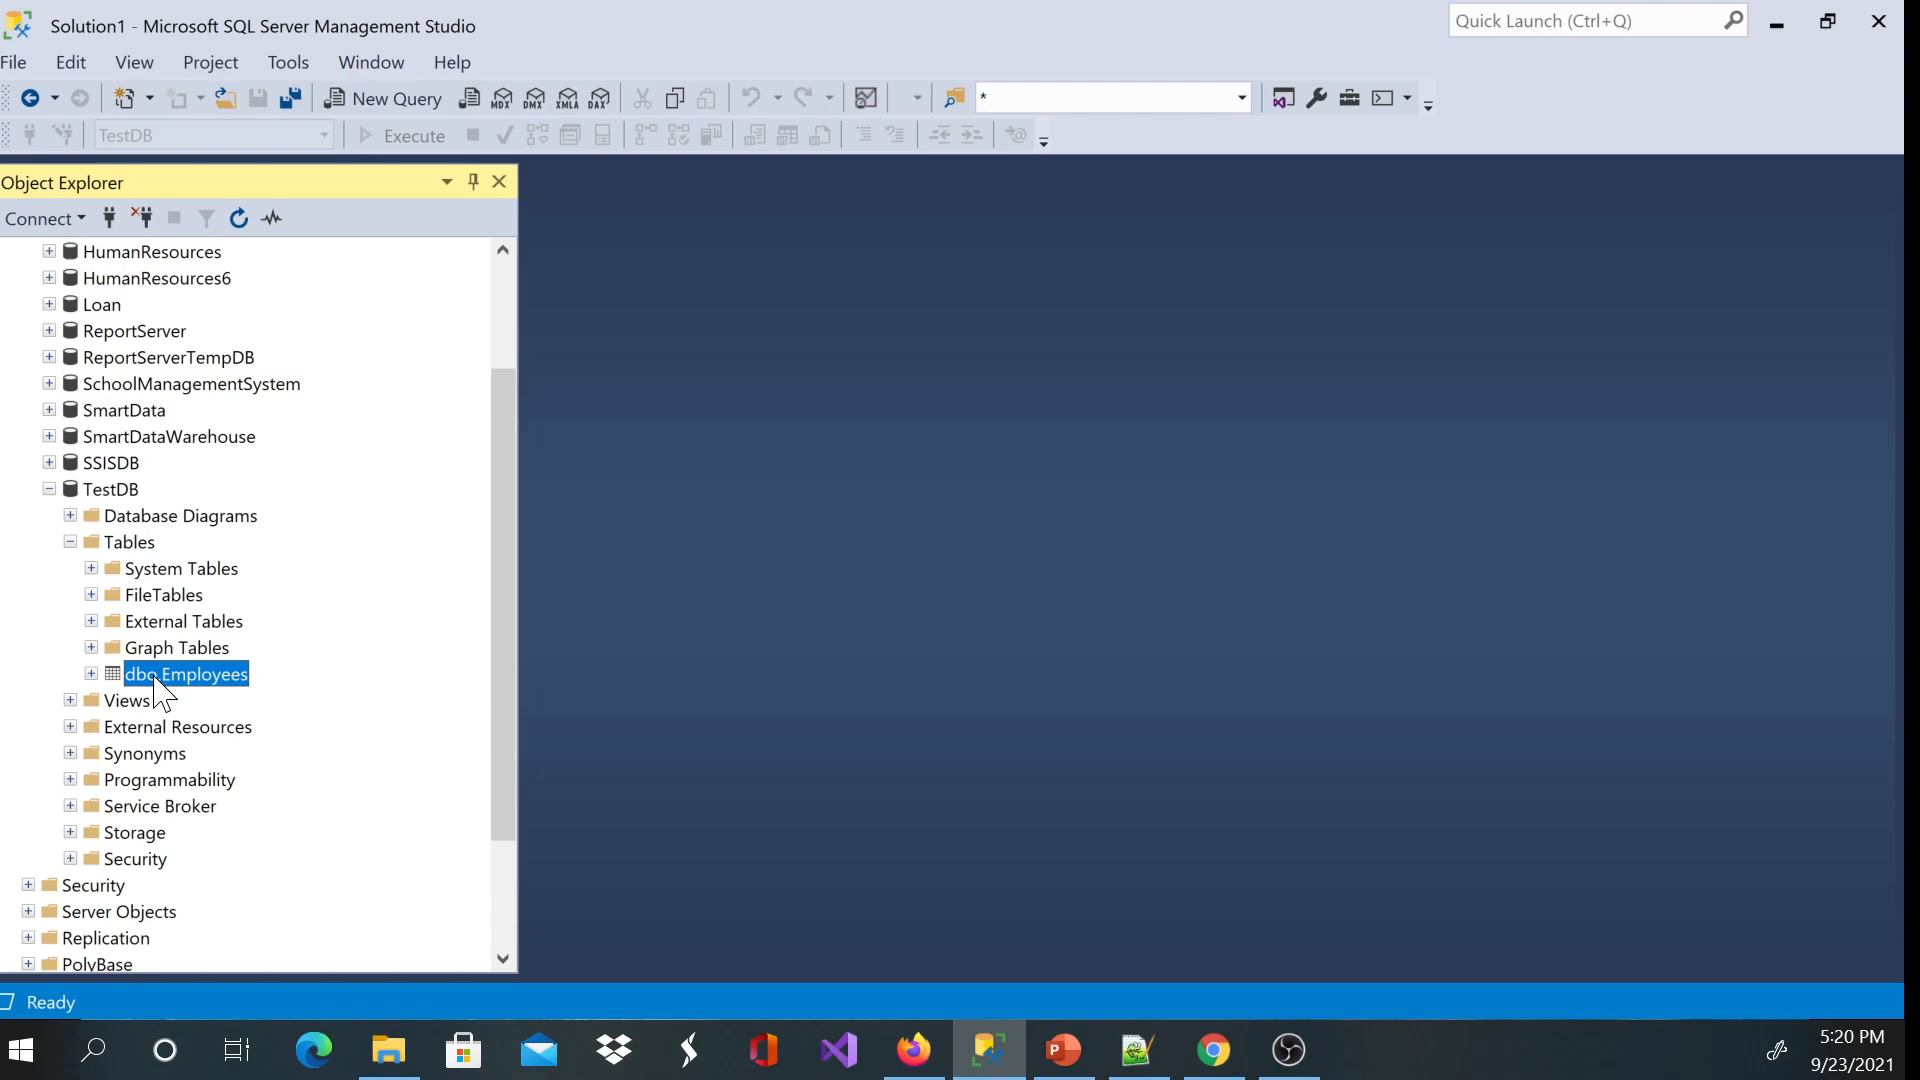 Solution1 - Microsoft SQL Server Management Studio
Quick Launch (Ctrl+Q)
File Edit View Project Tools Window Help
New Query MDX DMX XMLA DAX *
TestDB Execute
Object Explorer
Connect
HumanResources
HumanResources6
Loan
ReportServer
ReportServerTempDB
SchoolManagementSystem
SmartData
SmartDataWarehouse
SSISDB
TestDB
Database Diagrams
Tables
System Tables
FileTables
External Tables
Graph Tables
dbo.Employees
Views
External Resources
Synonyms
Programmability
Service Broker
Storage
Security
Security
Server Objects
Replication
PolyBase
Ready
5:20 PM
9/23/2021